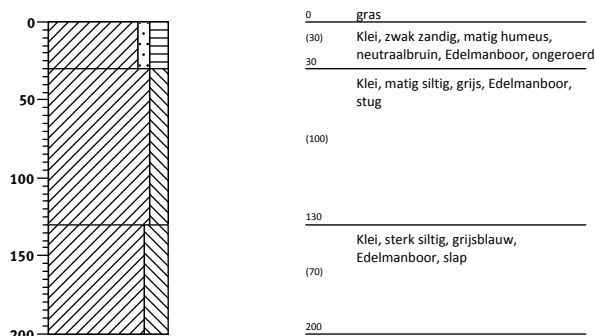 0
50
100
150
200
0 gras
(30) Klei, zwak zandig, matig humeus,
neutraalbruin, Edelmanboor, ongeroerd
30
Klei, matig siltig, grijs, Edelmanboor,
stug
(100)
130
Klei, sterk siltig, grijsblauw,
Edelmanboor, slap
(70)
200